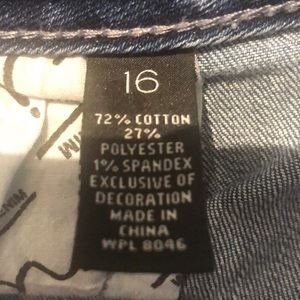 16
72% COTTON
27%
POLYESTER
1% SPANDEX
EXCLUSIVE OF
DECORATION
MADE IN
CHINA
WPL 8046